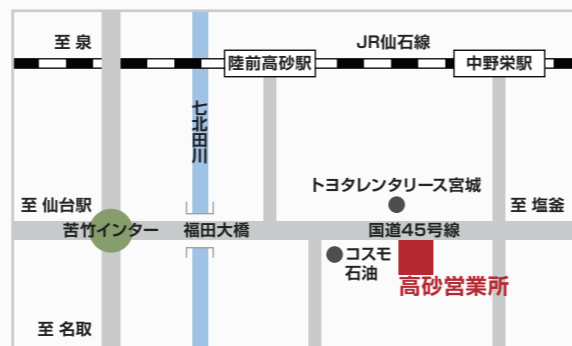 至 泉
JR仙石線
陸前高砂駅
中野栄駅
七北田川
トヨタレンタリース宮城
至 仙台駅
至 塩釜
苦竹インター
福田大橋
国道45号線
コスモ
石油
高砂営業所
至 名取